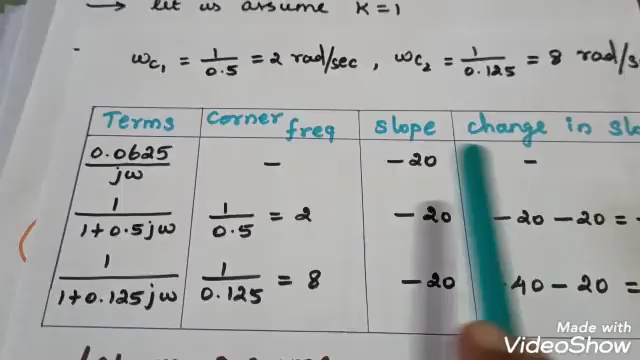 → let us assume K=1
ωc₁ = 1/0.5 = 2 rad/sec, ωc₂ = 1/0.125 = 8 rad/s
Terms | Corner freq | slope | change in slo
0.0625/jω | – | -20 | –
1/1+0.5jω | 1/0.5 = 2 | -20 | -20 -20 =
1/1+0.125jω | 1/0.125 = 8 | -20 | 40 - 20 =
Made with
VideoShow